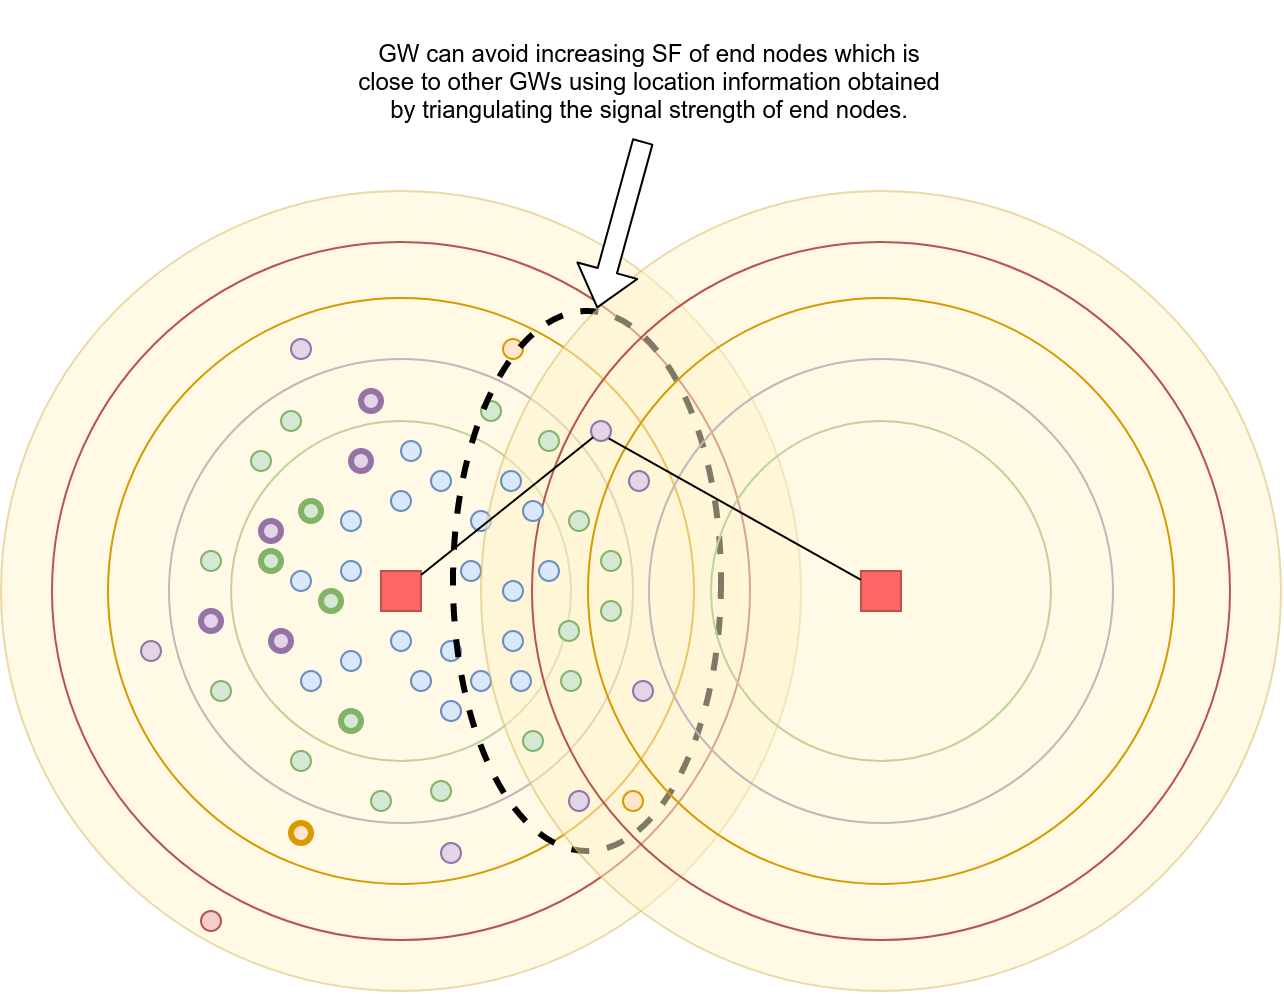 GW can avoid increasing SF of end nodes which is
close to other GWs using location information obtained
by triangulating the signal strength of end nodes.